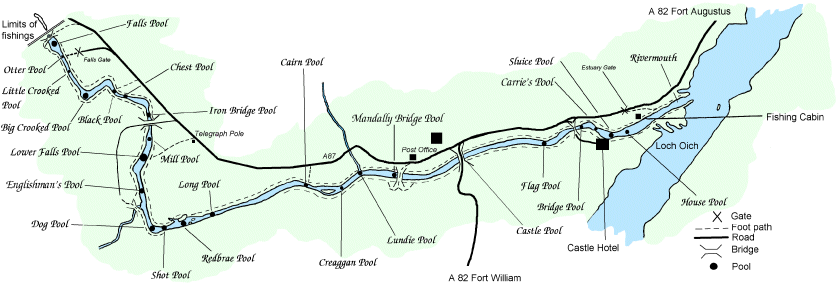 A 82 Fort Augustus
Limits of
fishings
Falls Pool
Falls Gate
Otter Pool
Chest Pool
Cairn Pool
Sluice Pool
Estuary Gate
Rivermouth
Carrie's Pool
Little Crooked
Pool
Black Pool
Iron Bridge Pool
Mandally Bridge Pool
Fishing Cabin
Big Crooked Pool
Telegraph Pole
Lower Falls Pool
Mill Pool
A87
Post Office
Loch Oich
Englishman's Pool
Long Pool
Flag Pool
Bridge Pool
House Pool
Dog Pool
Shot Pool
Redbrae Pool
Creaggan Pool
Lundie Pool
Castle Pool
Castle Hotel
A 82 Fort William
Gate
Foot path
Road
Bridge
Pool